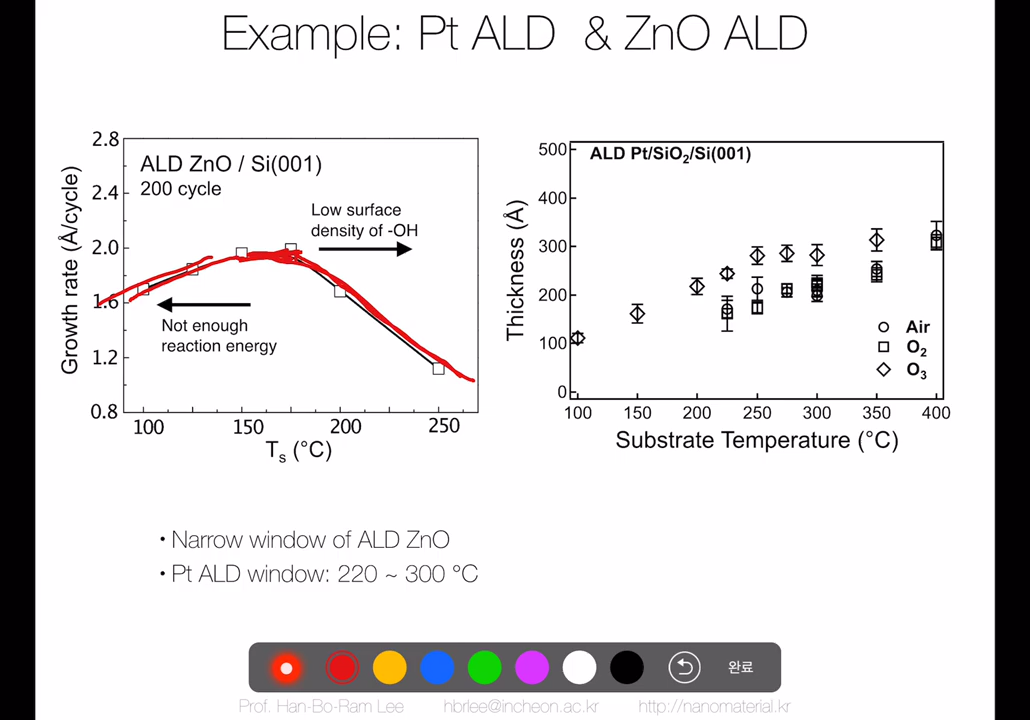 Example: Pt ALD & ZnO ALD
2.8
2.4
2.0
1.6
1.2
0.8
Growth rate (Å/cycle)
ALD ZnO / Si(001)
200 cycle
Low surface
density of -OH
Not enough
reaction energy
100
150
200
250
Ts (°C)
500
400
300
200
100
0
Thickness (Å)
ALD Pt/SiO2/Si(001)
Air
O2
O3
100
150
200
250
300
350
400
Substrate Temperature (°C)
• Narrow window of ALD ZnO
• Pt ALD window: 220 ~ 300 °C
완료
Prof. Han-Bo-Ram Lee hbrlee@incheon.ac.kr http://nanomaterial.kr